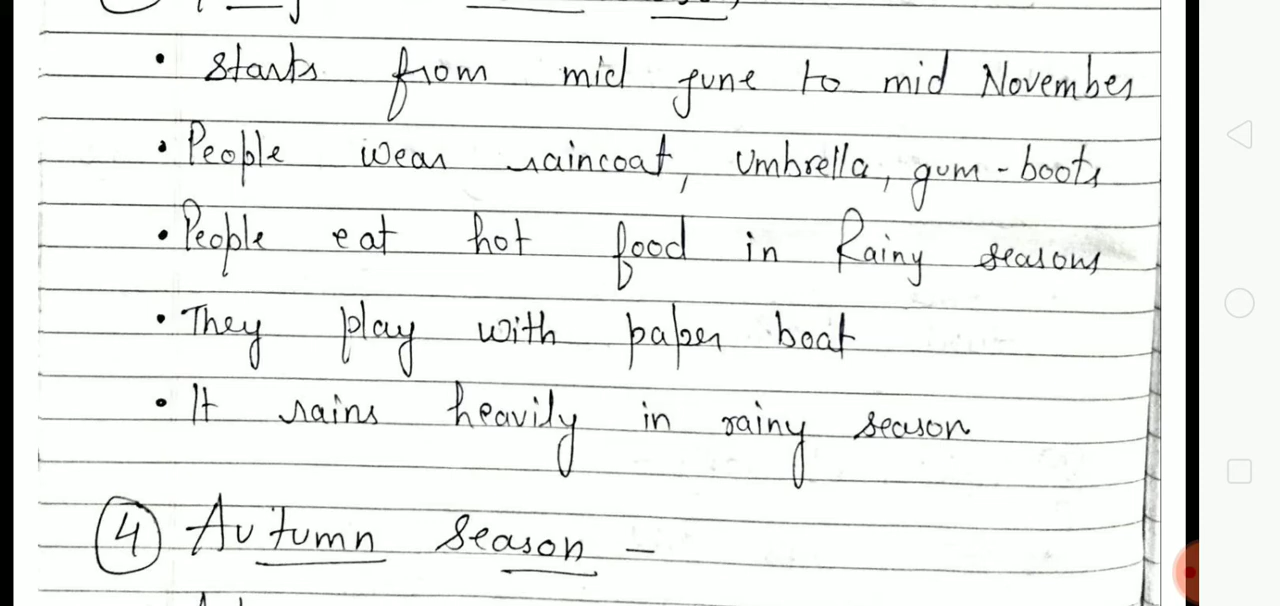 • Starts from mid june to mid November
• People wear raincoat, Umbrella, gum-boots
• People eat hot food in Rainy seasons
• They play with paper boat
• It rains heavily in rainy season
4 Autumn season -